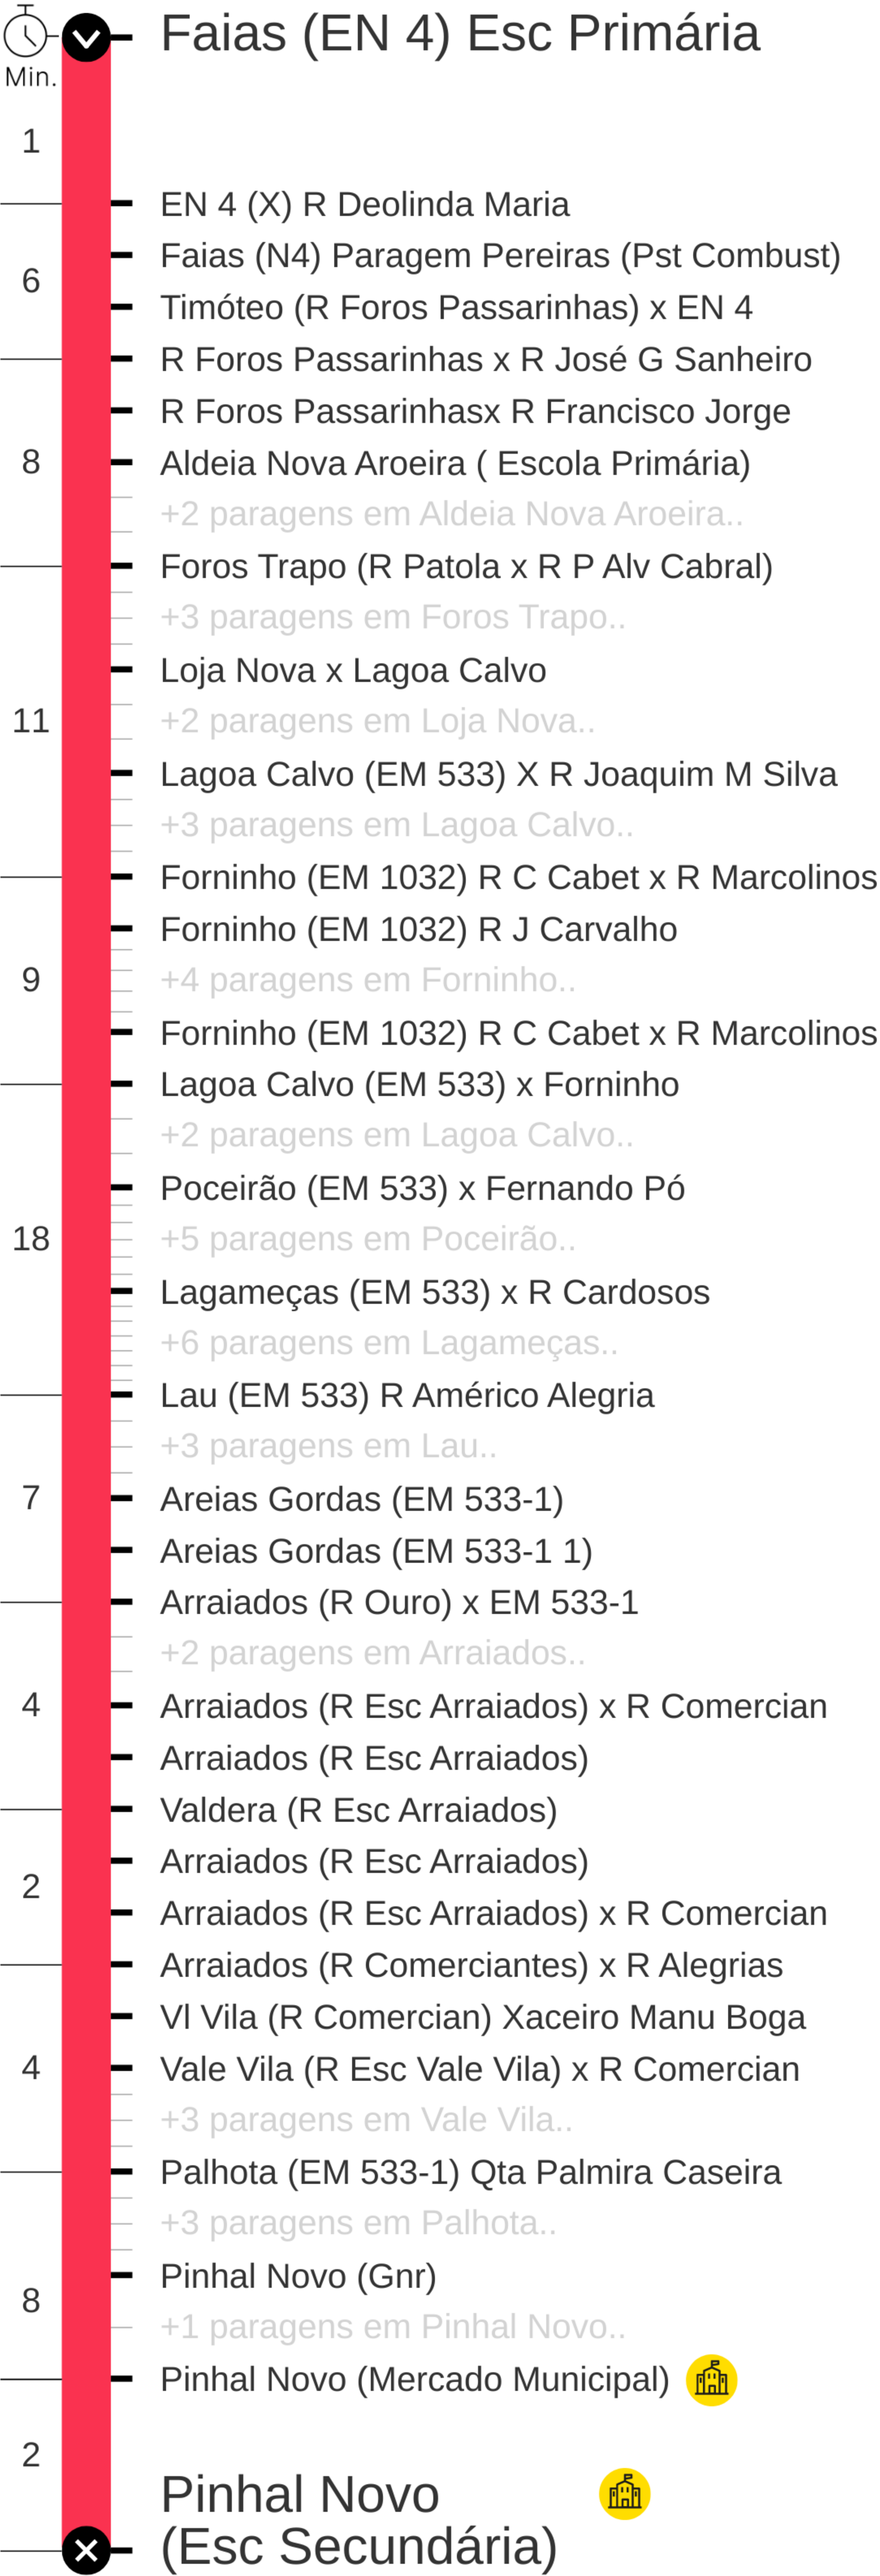 Faias (EN 4) Esc Primária
Min.
1
EN 4 (X) R Deolinda Maria
Faias (N4) Paragem Pereiras (Pst Combust)
6
Timóteo (R Foros Passarinhas) x EN 4
R Foros Passarinhas x R José G Sanheiro
R Foros Passarinhasx R Francisco Jorge
8
Aldeia Nova Aroeira ( Escola Primária)
+2 paragens em Aldeia Nova Aroeira..
Foros Trapo (R Patola x R P Alv Cabral)
+3 paragens em Foros Trapo..
Loja Nova x Lagoa Calvo
11
+2 paragens em Loja Nova..
Lagoa Calvo (EM 533) X R Joaquim M Silva
+3 paragens em Lagoa Calvo..
Forninho (EM 1032) R C Cabet x R Marcolinos
Forninho (EM 1032) R J Carvalho
9
+4 paragens em Forninho..
Forninho (EM 1032) R C Cabet x R Marcolinos
Lagoa Calvo (EM 533) x Forninho
+2 paragens em Lagoa Calvo..
Poceirão (EM 533) x Fernando Pó
18
+5 paragens em Poceirão..
Lagameças (EM 533) x R Cardosos
+6 paragens em Lagameças..
Lau (EM 533) R Américo Alegria
+3 paragens em Lau..
7
Areias Gordas (EM 533-1)
Areias Gordas (EM 533-1 1)
Arraiados (R Ouro) x EM 533-1
+2 paragens em Arraiados..
4
Arraiados (R Esc Arraiados) x R Comercian
Arraiados (R Esc Arraiados)
Valdera (R Esc Arraiados)
Arraiados (R Esc Arraiados)
2
Arraiados (R Esc Arraiados) x R Comercian
Arraiados (R Comerciantes) x R Alegrias
Vl Vila (R Comercian) Xaceiro Manu Boga
4
Vale Vila (R Esc Vale Vila) x R Comercian
+3 paragens em Vale Vila..
Palhota (EM 533-1) Qta Palmira Caseira
+3 paragens em Palhota..
Pinhal Novo (Gnr)
8
+1 paragens em Pinhal Novo..
Pinhal Novo (Mercado Municipal)
2
Pinhal Novo
(Esc Secundária)